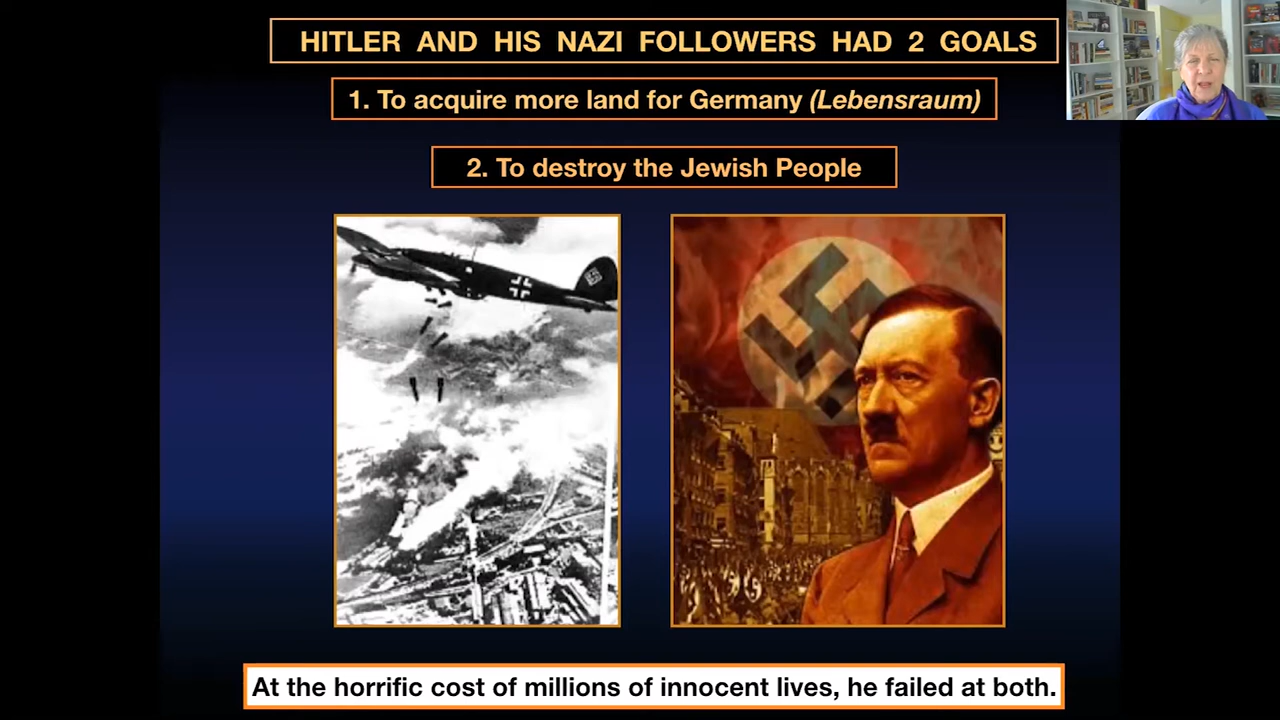 HITLER AND HIS NAZI FOLLOWERS HAD 2 GOALS
1. To acquire more land for Germany (Lebensraum)
2. To destroy the Jewish People
At the horrific cost of millions of innocent lives, he failed at both.